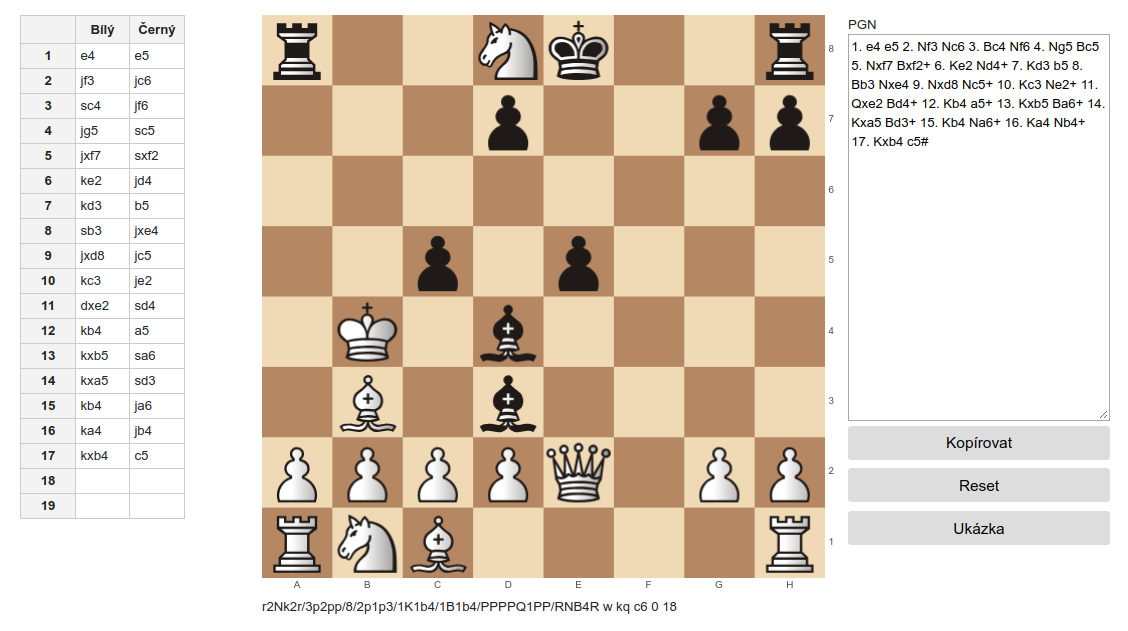 Bílý Černý
1 e4 e5
2 jf3 jc6
3 sc4 jf6
4 jg5 sc5
5 jxf7 sxf2
6 ke2 jd4
7 kd3 b5
8 sb3 jxe4
9 jxd8 jc5
10 kc3 je2
11 dxe2 sd4
12 kb4 a5
13 kxb5 sa6
14 kxa5 sd3
15 kb4 ja6
16 ka4 jb4
17 kxb4 c5
18
19
8
7
6
5
4
3
2
1
A B C D E F G H
r2Nk2r/3p2pp/8/2p1p3/1K1b4/1B1b4/PPPPQ1PP/RNB4R w kq c6 0 18
PGN
1. e4 e5 2. Nf3 Nc6 3. Bc4 Nf6 4. Ng5 Bc5
5. Nxf7 Bxf2+ 6. Ke2 Nd4+ 7. Kd3 b5 8.
Bb3 Nxe4 9. Nxd8 Nc5+ 10. Kc3 Ne2+ 11.
Qxe2 Bd4+ 12. Kb4 a5+ 13. Kxb5 Ba6+ 14.
Kxa5 Bd3+ 15. Kb4 Na6+ 16. Ka4 Nb4+
17. Kxb4 c5#
Kopírovat
Reset
Ukázka